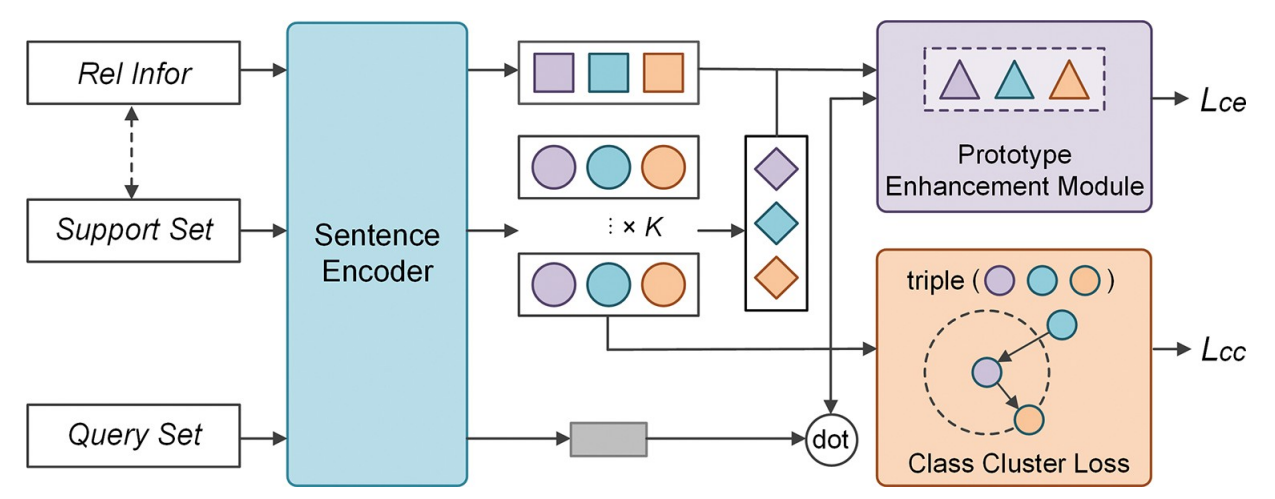 Rel Infor
Support Set
Query Set
Sentence
Encoder
⋮ × K
dot
Prototype
Enhancement Module
Lce
triple ( )
Class Cluster Loss
Lcc